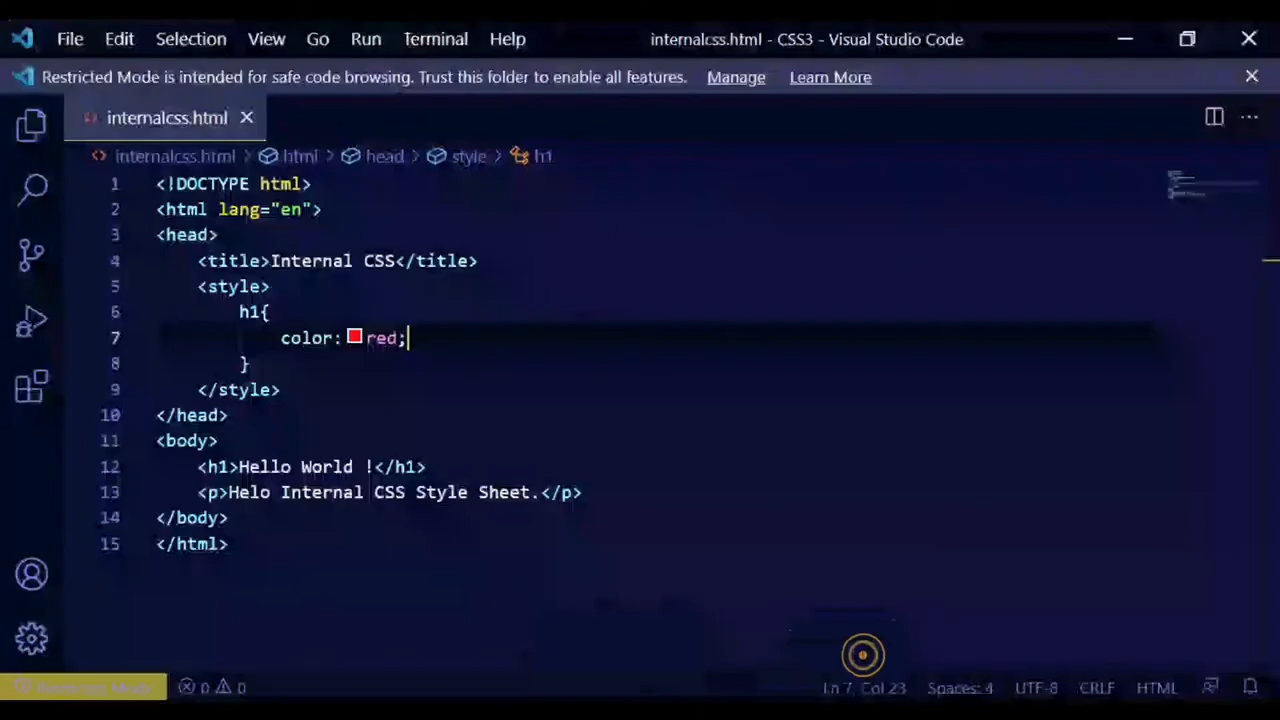 File Edit Selection View Go Run Terminal Help internalcss.html - CSS3 - Visual Studio Code
Restricted Mode is intended for safe code browsing. Trust this folder to enable all features. Manage Learn More
internalcss.html
internalcss.html > html > head > style > h1
1 <!DOCTYPE html>
2 <html lang="en">
3 <head>
4 <title>Internal CSS</title>
5 <style>
6 h1{
7 color: red;
8 }
9 </style>
10 </head>
11 <body>
12 <h1>Hello World !</h1>
13 <p>Helo Internal CSS Style Sheet.</p>
14 </body>
15 </html>
Restricted Mode 0 0 Ln 7, Col 23 Spaces: 4 UTF-8 CRLF HTML